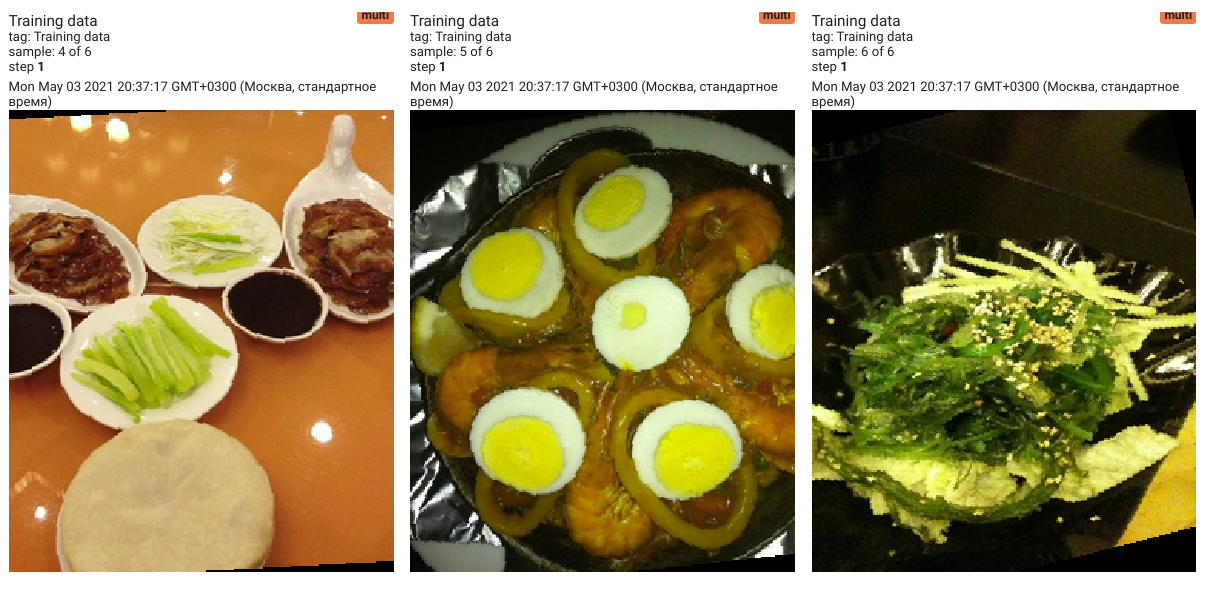 Training data
multi
tag: Training data
sample: 4 of 6
step 1
Mon May 03 2021 20:37:17 GMT+0300 (Москва, стандартное
время)
Training data
multi
tag: Training data
sample: 5 of 6
step 1
Mon May 03 2021 20:37:17 GMT+0300 (Москва, стандартное
время)
Training data
multi
tag: Training data
sample: 6 of 6
step 1
Mon May 03 2021 20:37:17 GMT+0300 (Москва, стандартное
время)